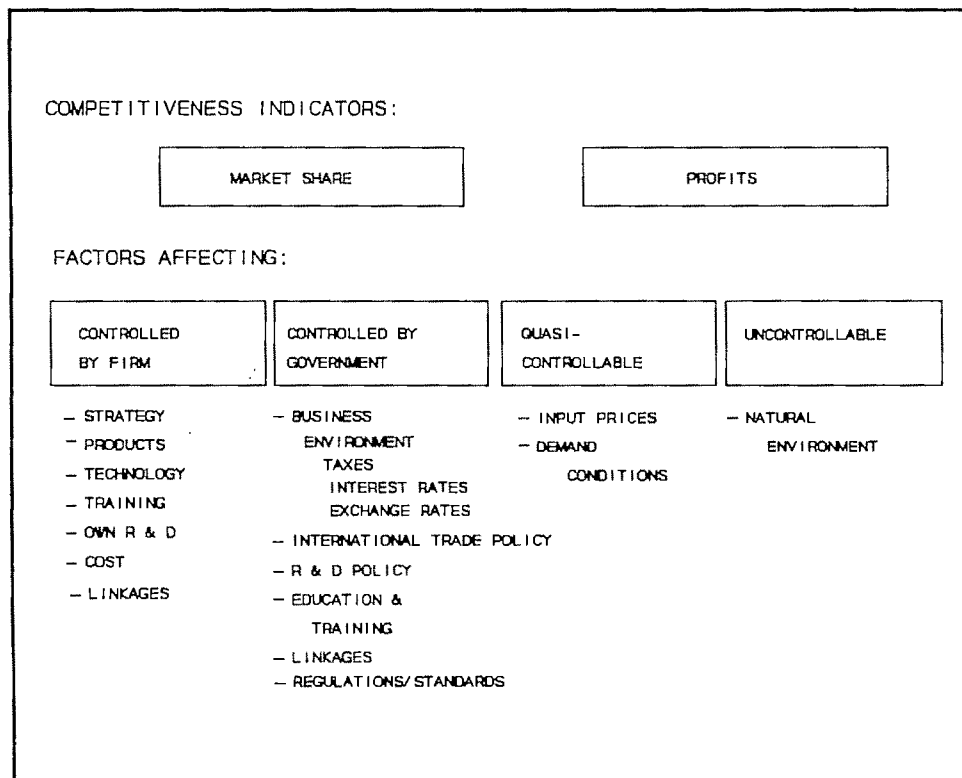 COMPETITIVENESS INDICATORS:
MARKET SHARE
PROFITS
FACTORS AFFECTING:
CONTROLLED
BY FIRM
CONTROLLED BY
GOVERNMENT
QUASI-
CONTROLLABLE
UNCONTROLLABLE
– STRATEGY
– PRODUCTS
– TECHNOLOGY
– TRAINING
– OWN R & D
– COST
– LINKAGES
– BUSINESS
ENVIRONMENT
TAXES
INTEREST RATES
EXCHANGE RATES
– INTERNATIONAL TRADE POLICY
– R & D POLICY
– EDUCATION &
TRAINING
– LINKAGES
– REGULATIONS/STANDARDS
– INPUT PRICES
– DEMAND
CONDITIONS
– NATURAL
ENVIRONMENT